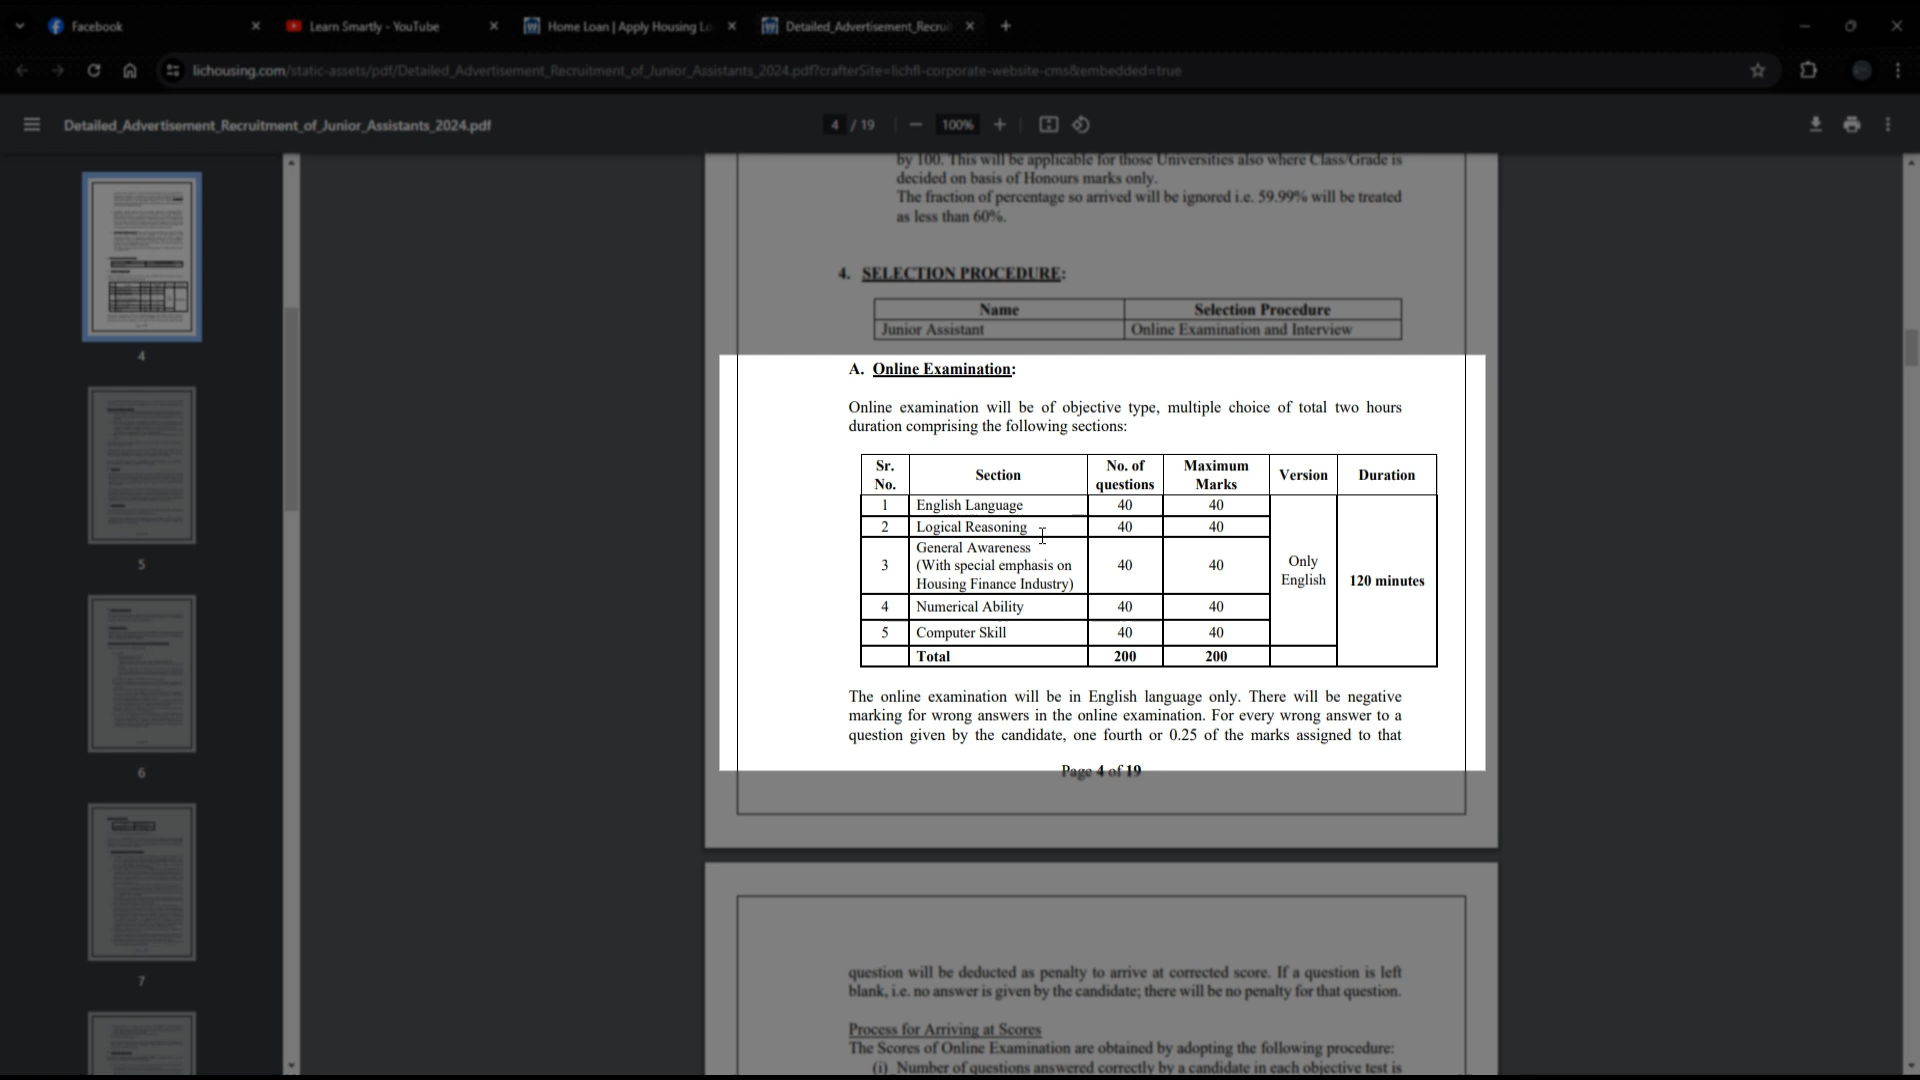 Facebook
Learn Smartly - YouTube
Home Loan | Apply Housing Lo
Detailed_Advertisement_Recrui
lichousing.com/static-assets/pdf/Detailed_Advertisement_Recruitment_of_Junior_Assistants_2024.pdf?crafterSite=lichfl-corporate-website-cms&embedded=true
Detailed_Advertisement_Recruitment_of_Junior_Assistants_2024.pdf
4 / 19
100%
4
5
6
7
by 100. This will be applicable for those Universities also where Class/Grade is
decided on basis of Honours marks only.
The fraction of percentage so arrived will be ignored i.e. 59.99% will be treated
as less than 60%.
4. SELECTION PROCEDURE:
Name Selection Procedure
Junior Assistant Online Examination and Interview
A. Online Examination:
Online examination will be of objective type, multiple choice of total two hours
duration comprising the following sections:
Sr. No. Section No. of questions Maximum Marks Version Duration
1 English Language 40 40
2 Logical Reasoning 40 40
3 General Awareness (With special emphasis on Housing Finance Industry) 40 40
Only English
120 minutes
4 Numerical Ability 40 40
5 Computer Skill 40 40
Total 200 200
The online examination will be in English language only. There will be negative
marking for wrong answers in the online examination. For every wrong answer to a
question given by the candidate, one fourth or 0.25 of the marks assigned to that
Page 4 of 19
question will be deducted as penalty to arrive at corrected score. If a question is left
blank, i.e. no answer is given by the candidate; there will be no penalty for that question.
Process for Arriving at Scores
The Scores of Online Examination are obtained by adopting the following procedure:
(i) Number of questions answered correctly by a candidate in each objective test is